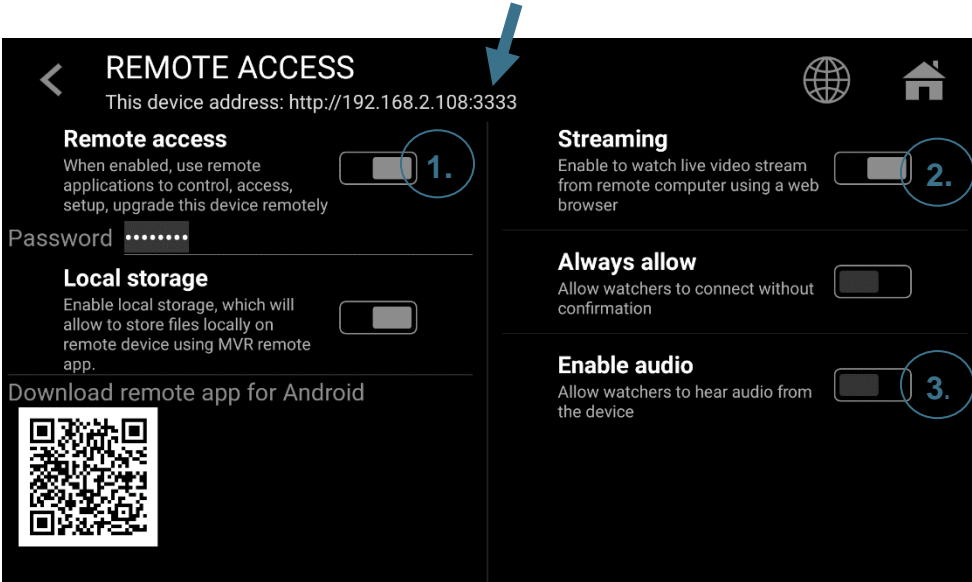 REMOTE ACCESS
This device address: http://192.168.2.108:3333
Remote access
When enabled, use remote
applications to control, access,
setup, upgrade this device remotely
1.
Password ••••••••
Local storage
Enable local storage, which will
allow to store files locally on
remote device using MVR remote
app.
Download remote app for Android
Streaming
Enable to watch live video stream
from remote computer using a web
browser
2.
Always allow
Allow watchers to connect without
confirmation
Enable audio
Allow watchers to hear audio from
the device
3.